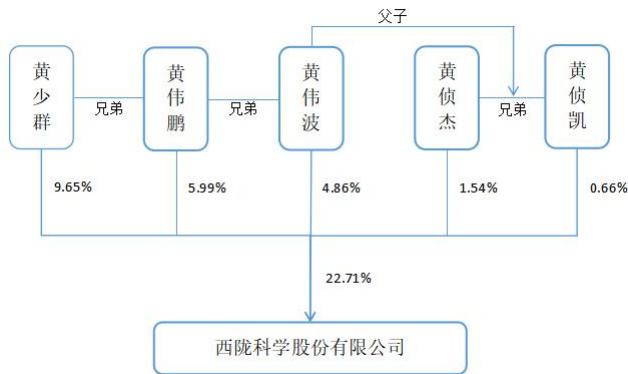 父子
黄少群
黄伟鹏
黄伟波
黄侦杰
黄侦凯
兄弟
兄弟
兄弟
9.65%
5.99%
4.86%
1.54%
0.66%
22.71%
西陇科学股份有限公司